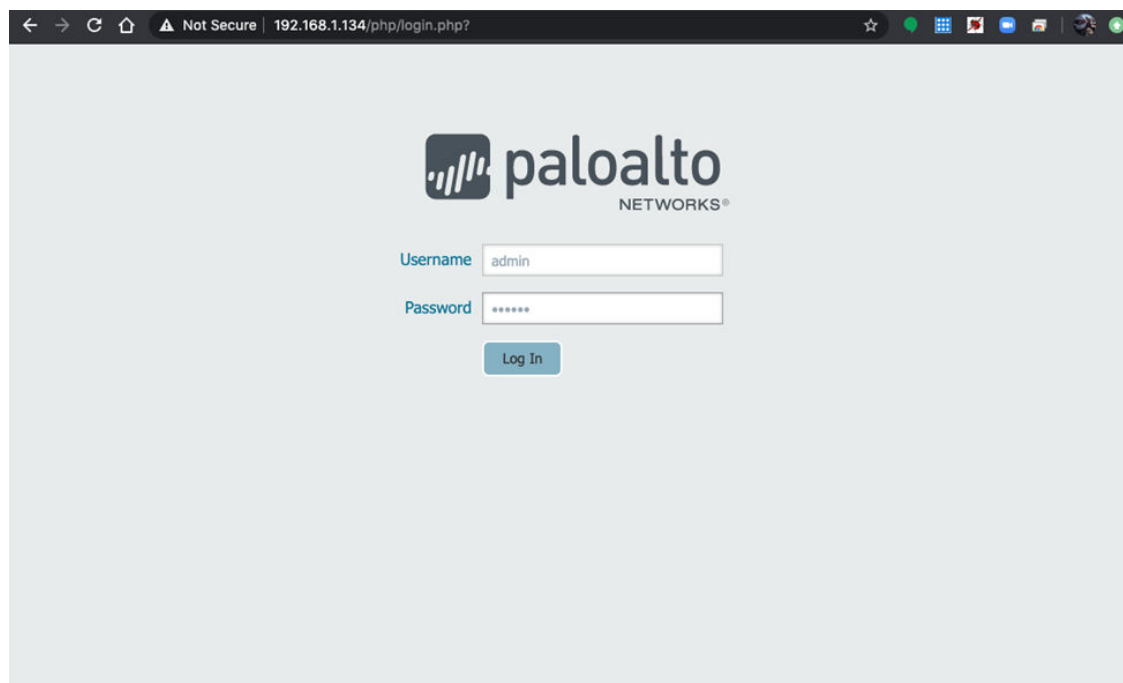 Not Secure | 192.168.1.134/php/login.php?
paloalto
NETWORKS®
Username admin
Password ••••••
Log In